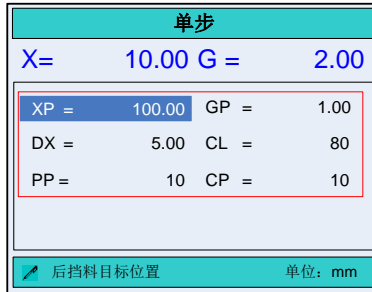 单步
X= 10.00 G = 2.00
XP = 100.00 GP = 1.00
DX = 5.00 CL = 80
PP = 10 CP = 10
后挡料目标位置 单位：mm